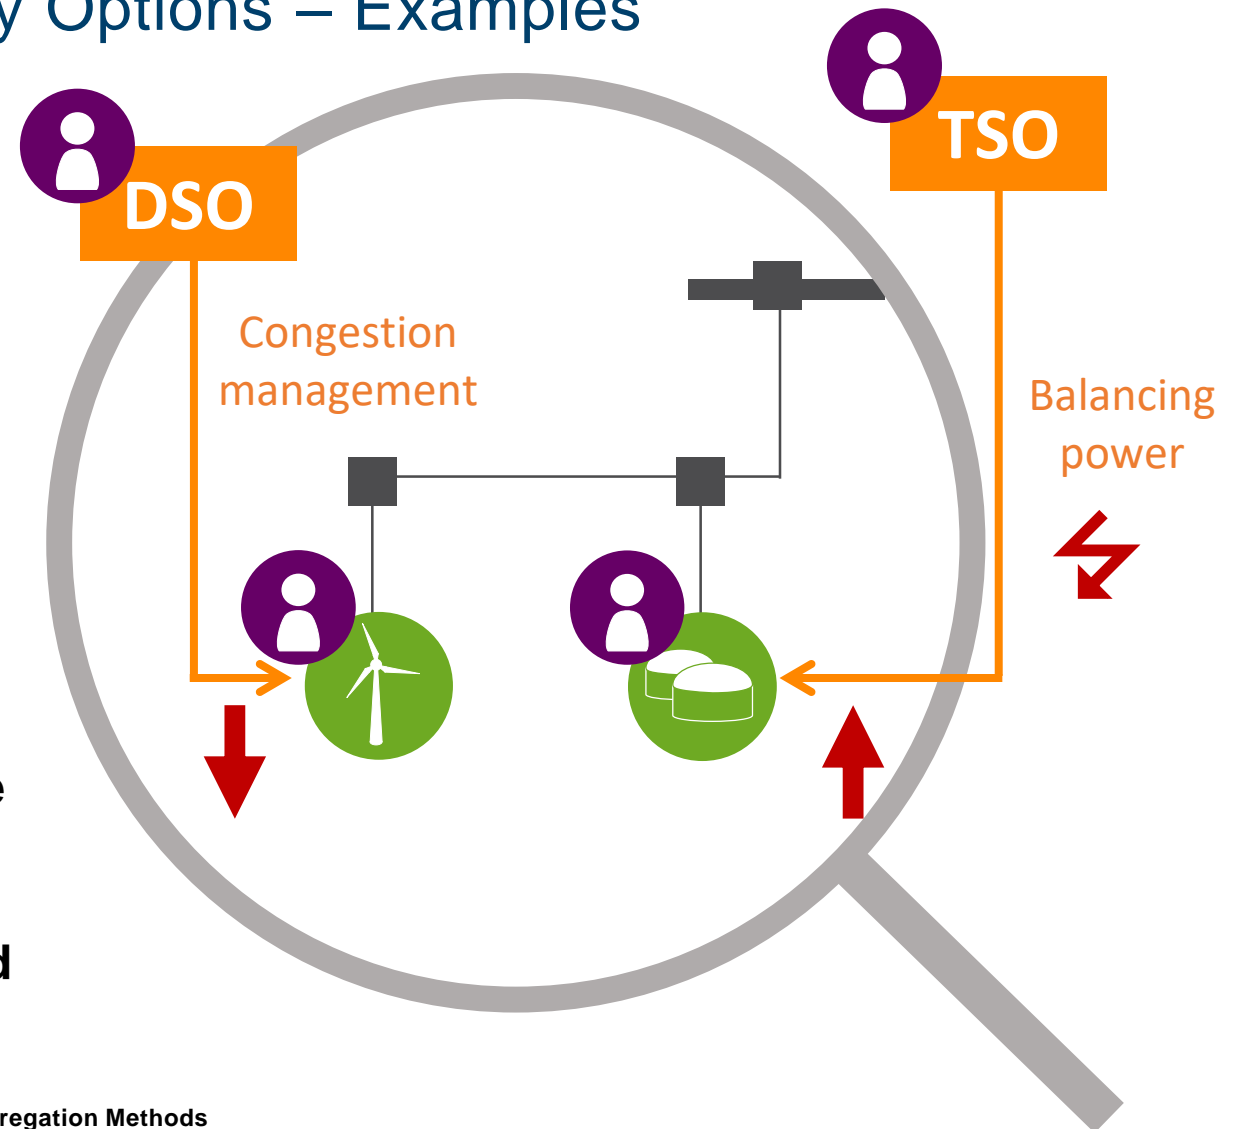 y Options – Examples
TSO
DSO
Congestion
management
Balancing
power
e
d
regation Methods